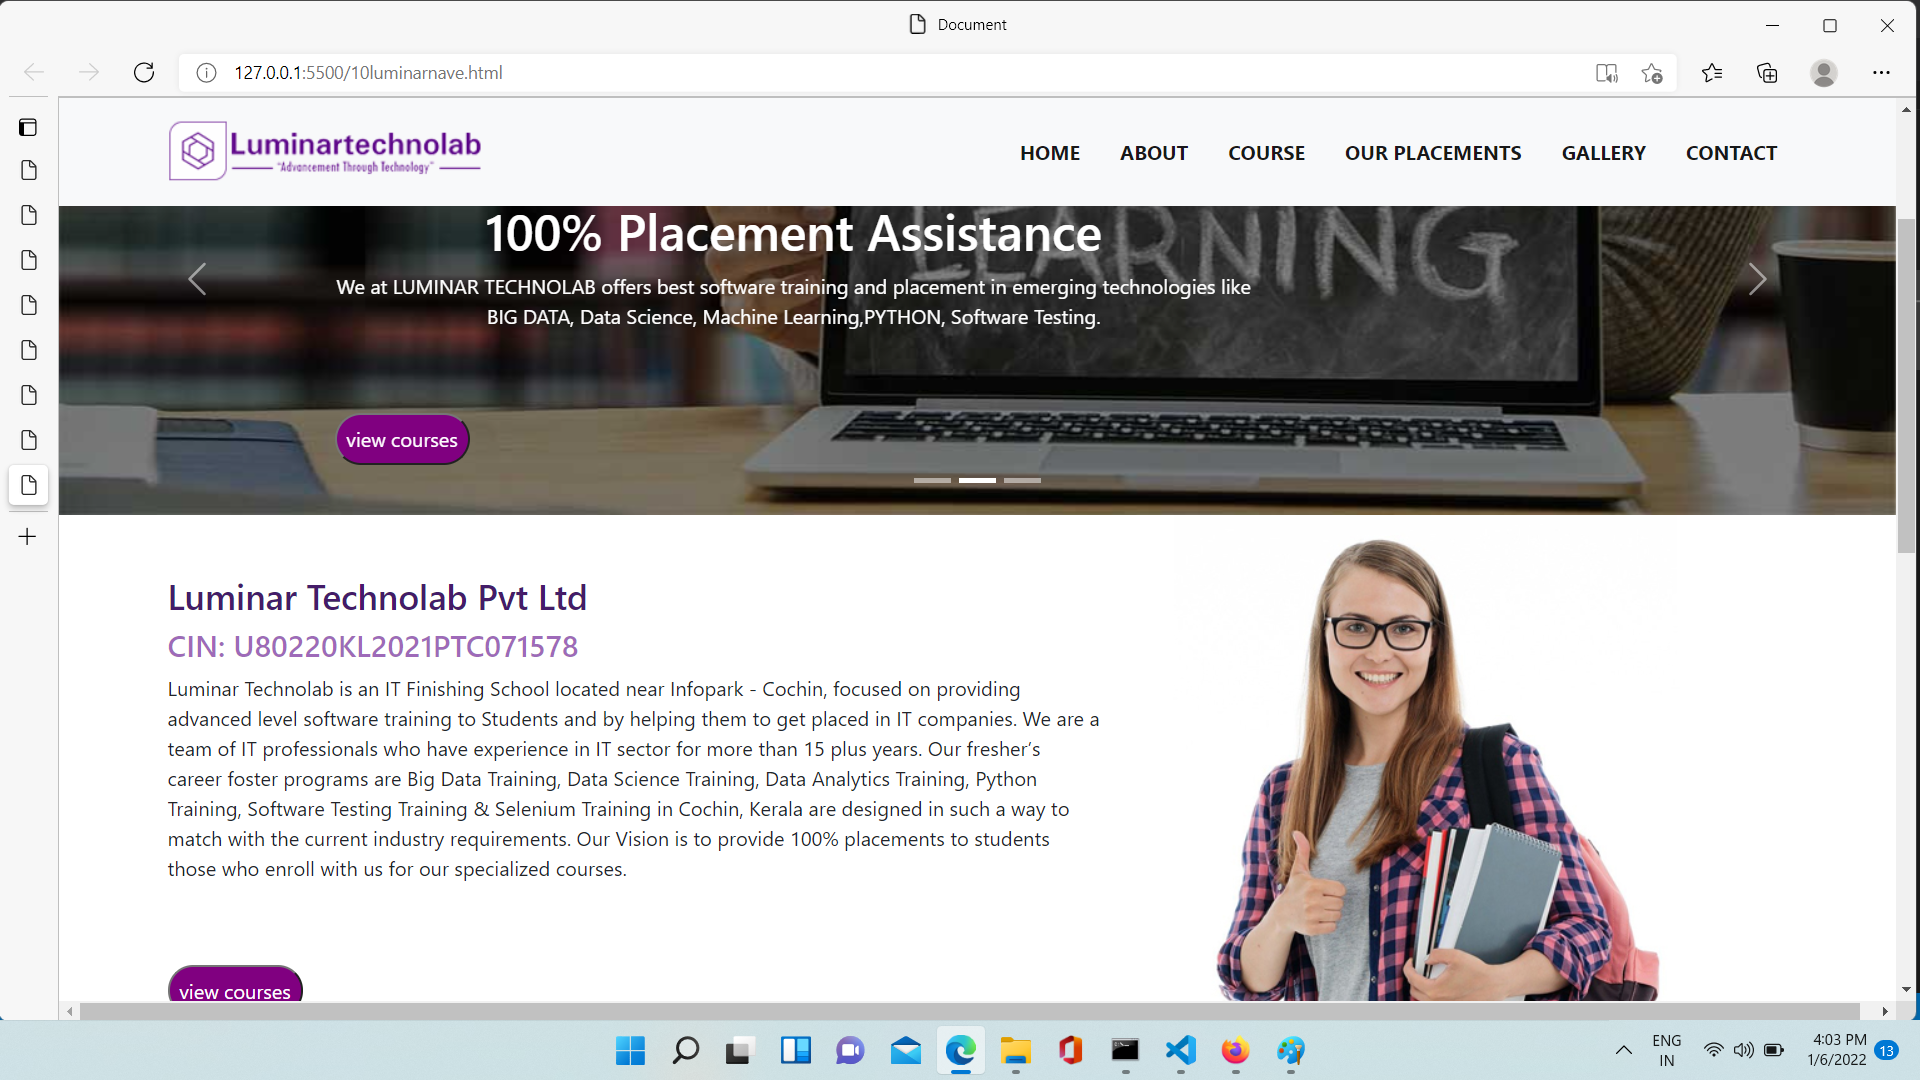 Document
127.0.0.1:5500/10luminarnave.html
Luminartechnolab
"Advancement Through Technology"
HOME ABOUT COURSE OUR PLACEMENTS GALLERY CONTACT
LEARNING
100% Placement Assistance
We at LUMINAR TECHNOLAB offers best software training and placement in emerging technologies like
BIG DATA, Data Science, Machine Learning,PYTHON, Software Testing.
view courses
Luminar Technolab Pvt Ltd
CIN: U80220KL2021PTC071578
Luminar Technolab is an IT Finishing School located near Infopark - Cochin, focused on providing
advanced level software training to Students and by helping them to get placed in IT companies. We are a
team of IT professionals who have experience in IT sector for more than 15 plus years. Our fresher’s
career foster programs are Big Data Training, Data Science Training, Data Analytics Training, Python
Training, Software Testing Training & Selenium Training in Cochin, Kerala are designed in such a way to
match with the current industry requirements. Our Vision is to provide 100% placements to students
those who enroll with us for our specialized courses.
view courses
ENG
IN
4:03 PM
1/6/2022
13